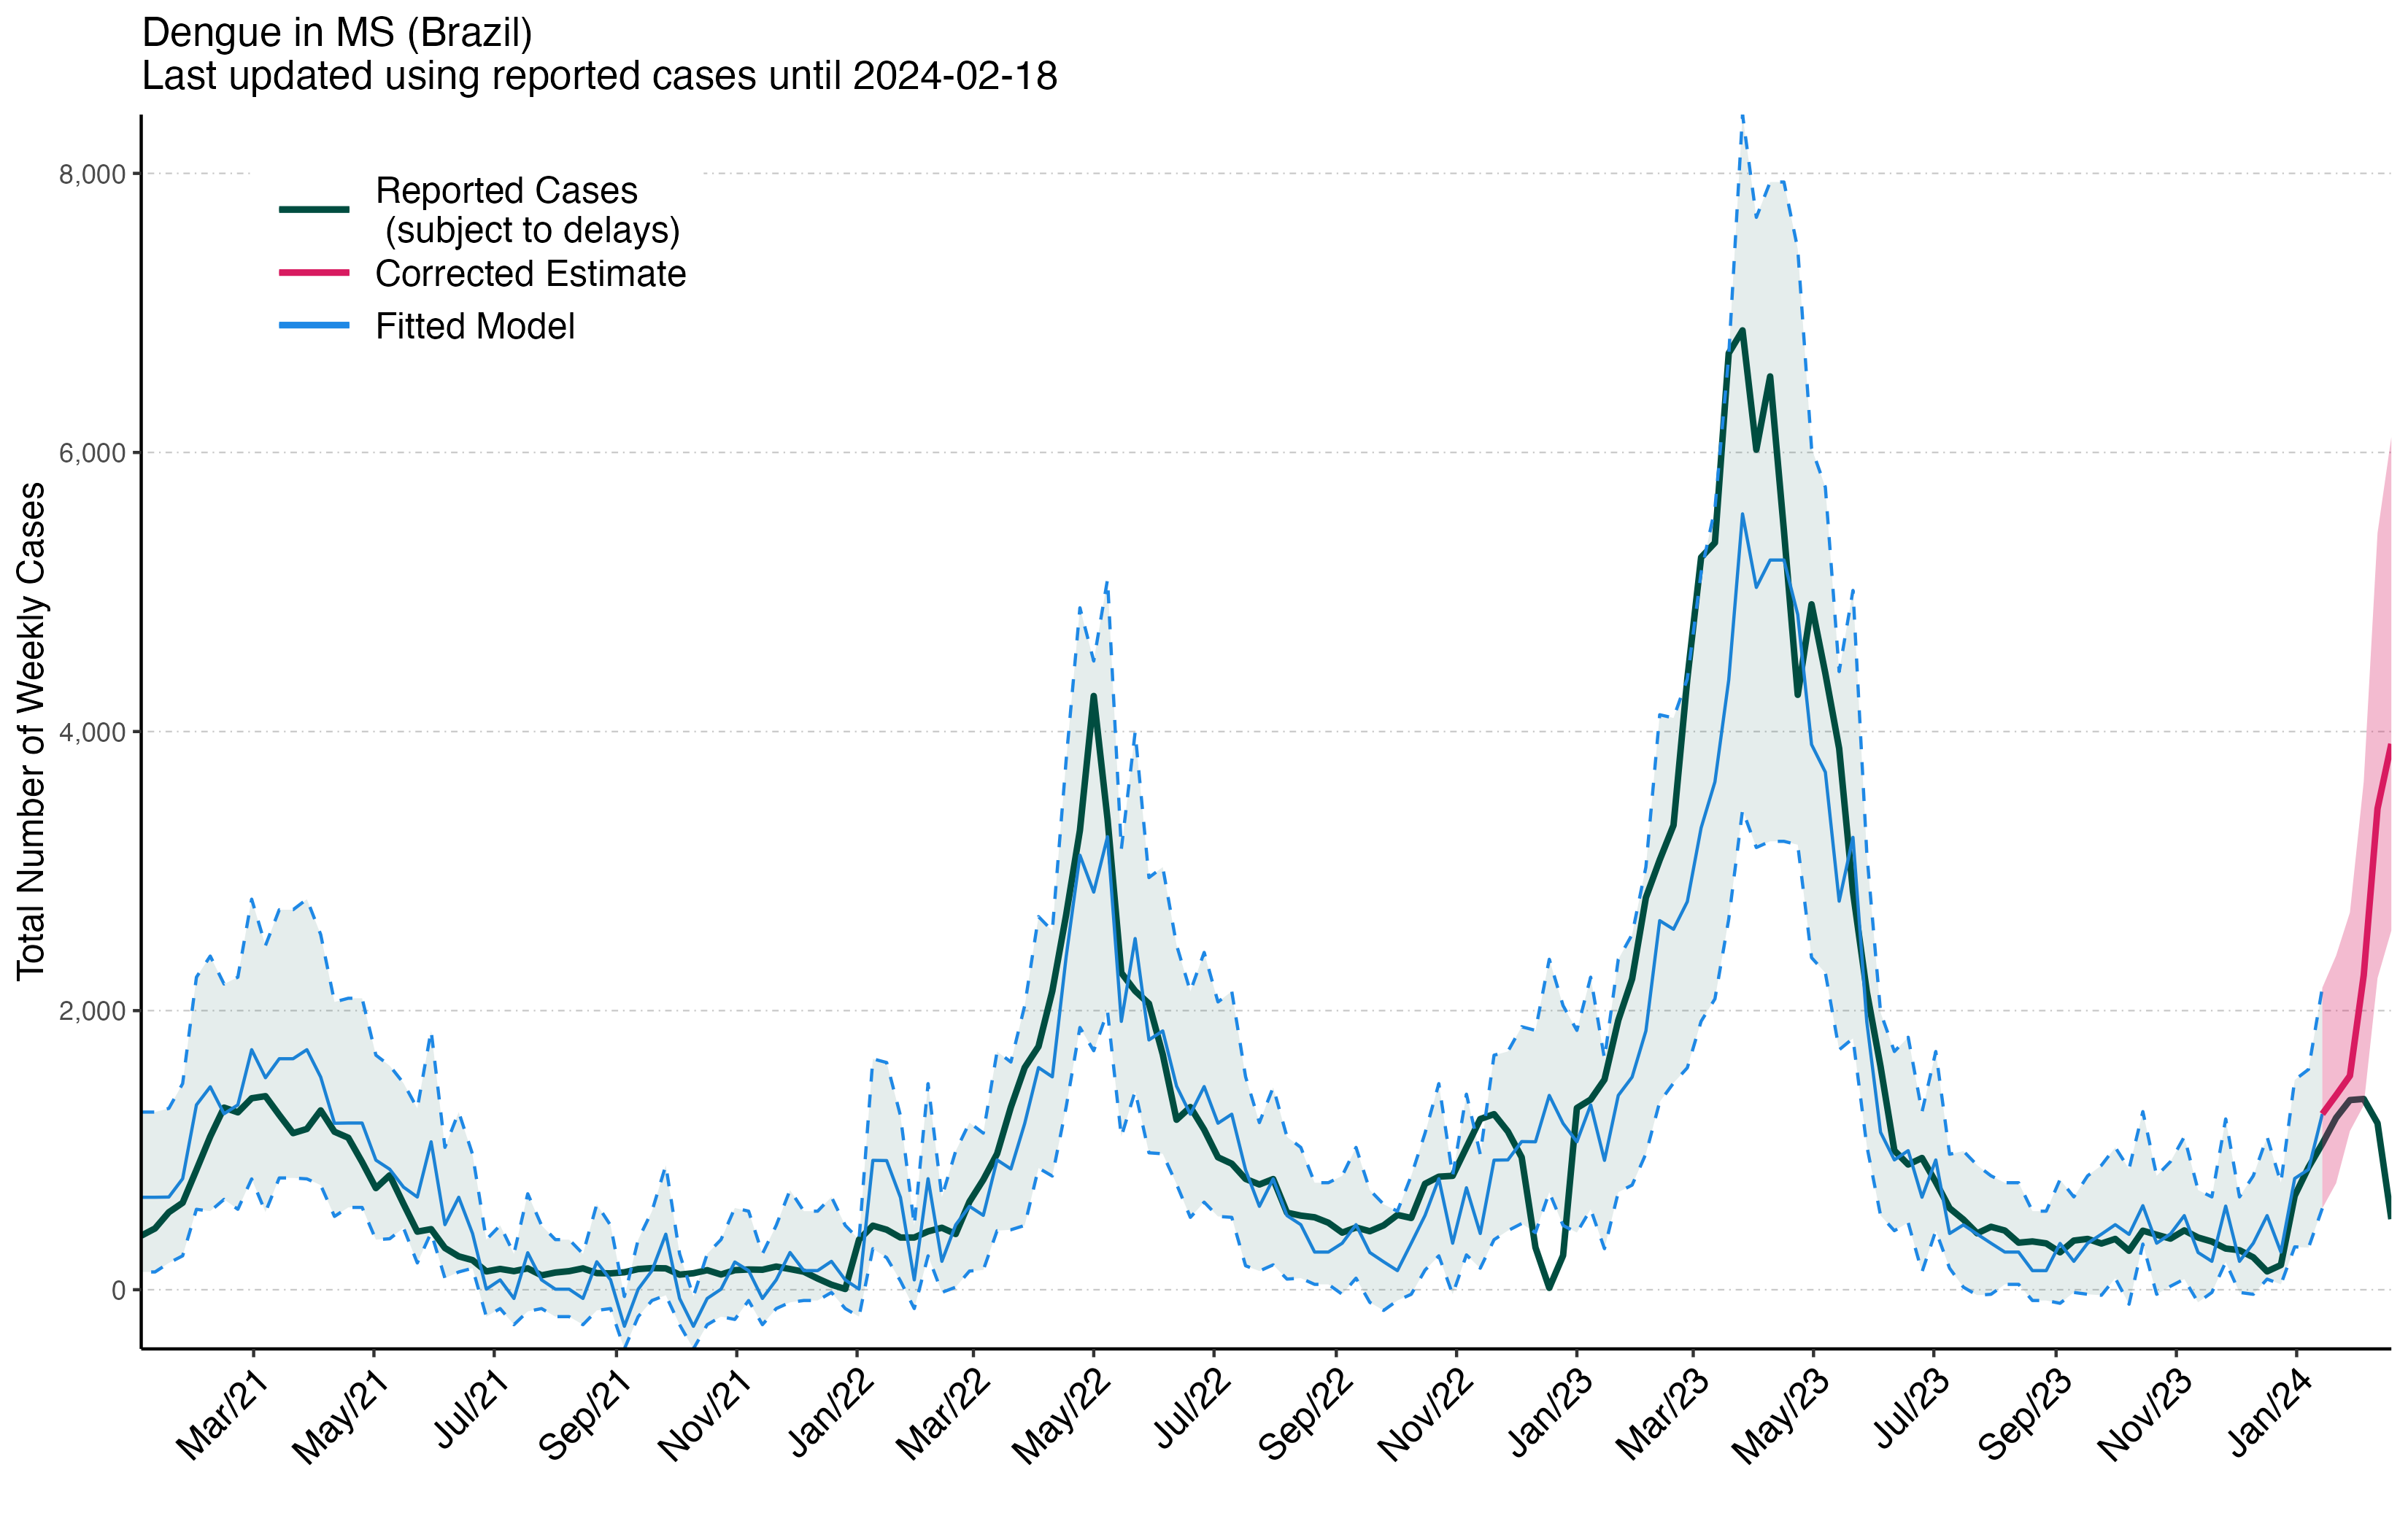 Dengue in MS (Brazil)
Last updated using reported cases until 2024-02-18
Total Number of Weekly Cases
8,000
6,000
4,000
2,000
0
Reported Cases
(subject to delays)
Corrected Estimate
Fitted Model
Mar/21
May/21
Jul/21
Sep/21
Nov/21
Jan/22
Mar/22
May/22
Jul/22
Sep/22
Nov/22
Jan/23
Mar/23
May/23
Jul/23
Sep/23
Nov/23
Jan/24